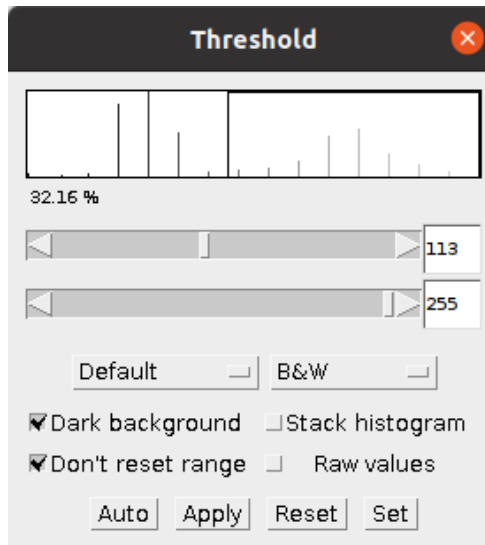 Threshold
32.16 %
113
255
Default B&W
Dark background Stack histogram
Don't reset range Raw values
Auto Apply Reset Set